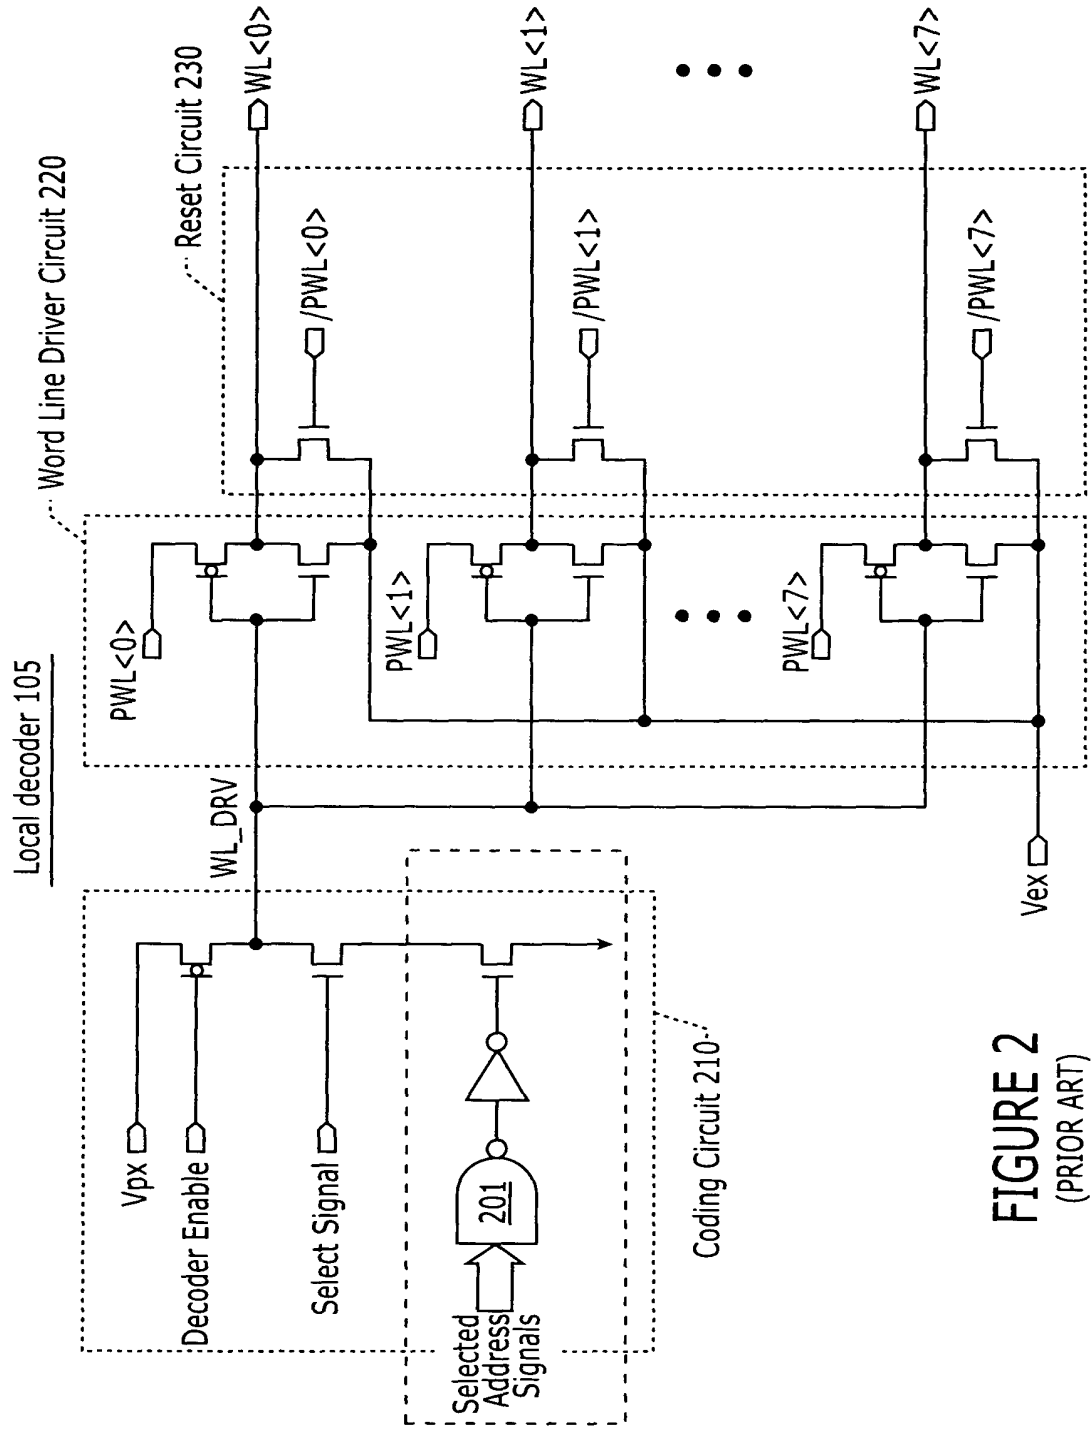 Local decoder 105
Word Line Driver Circuit 220
Reset Circuit 230
Vpx
Decoder Enable
Select Signal
Selected
Address
Signals
201
Coding Circuit 210
WL_DRV
PWL<0>
/PWL<0>
WL<0>
PWL<1>
/PWL<1>
WL<1>
PWL<7>
/PWL<7>
WL<7>
Vex
FIGURE 2
(PRIOR ART)